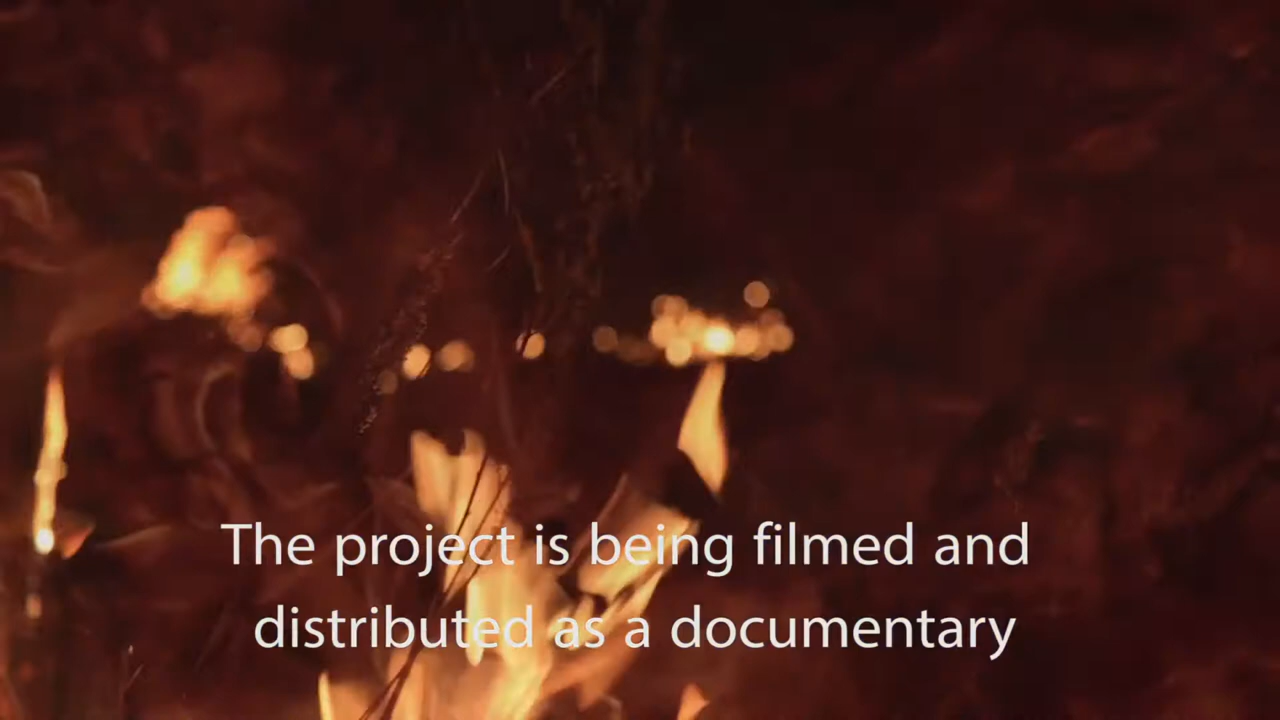 The project is being filmed and
distributed as a documentary